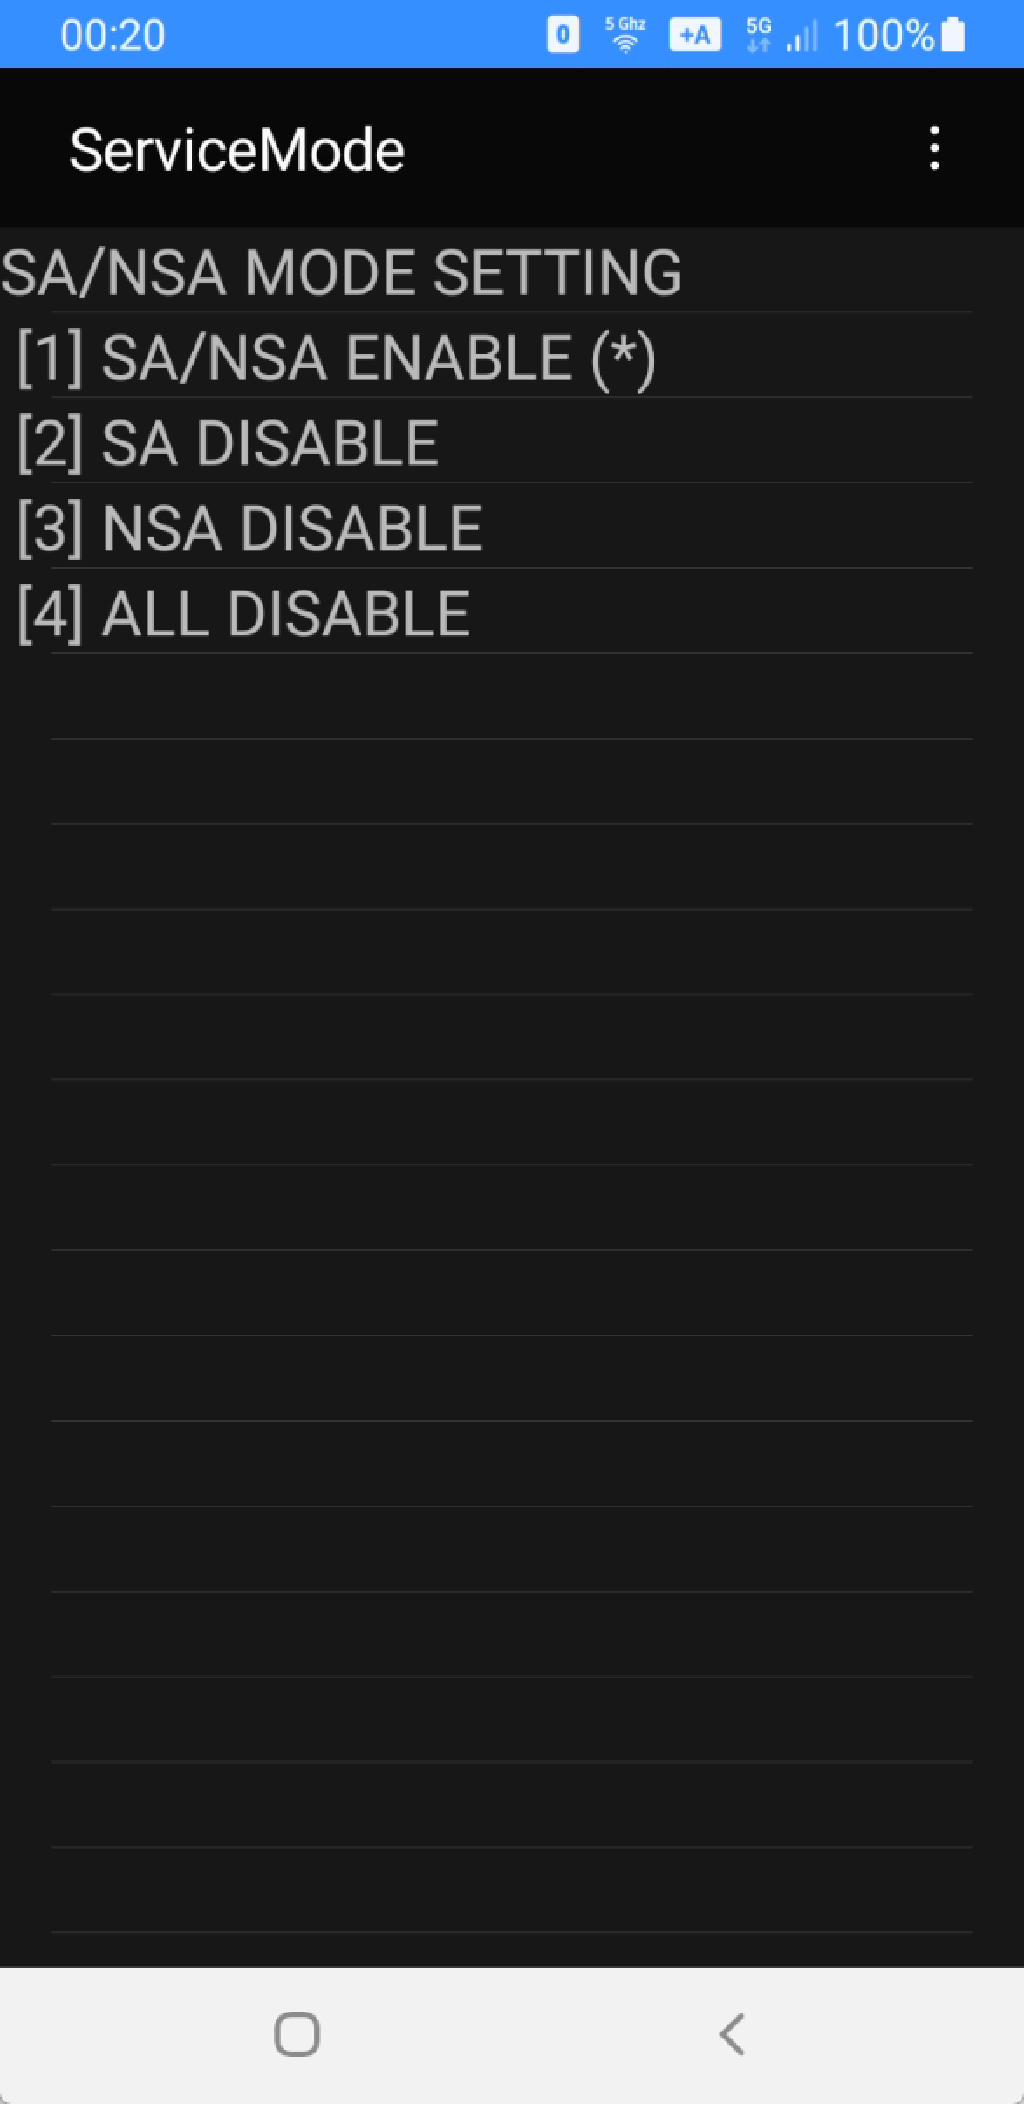 00:20 0 5 Ghz +A 5G 100%
ServiceMode
SA/NSA MODE SETTING
[1] SA/NSA ENABLE (*)
[2] SA DISABLE
[3] NSA DISABLE
[4] ALL DISABLE